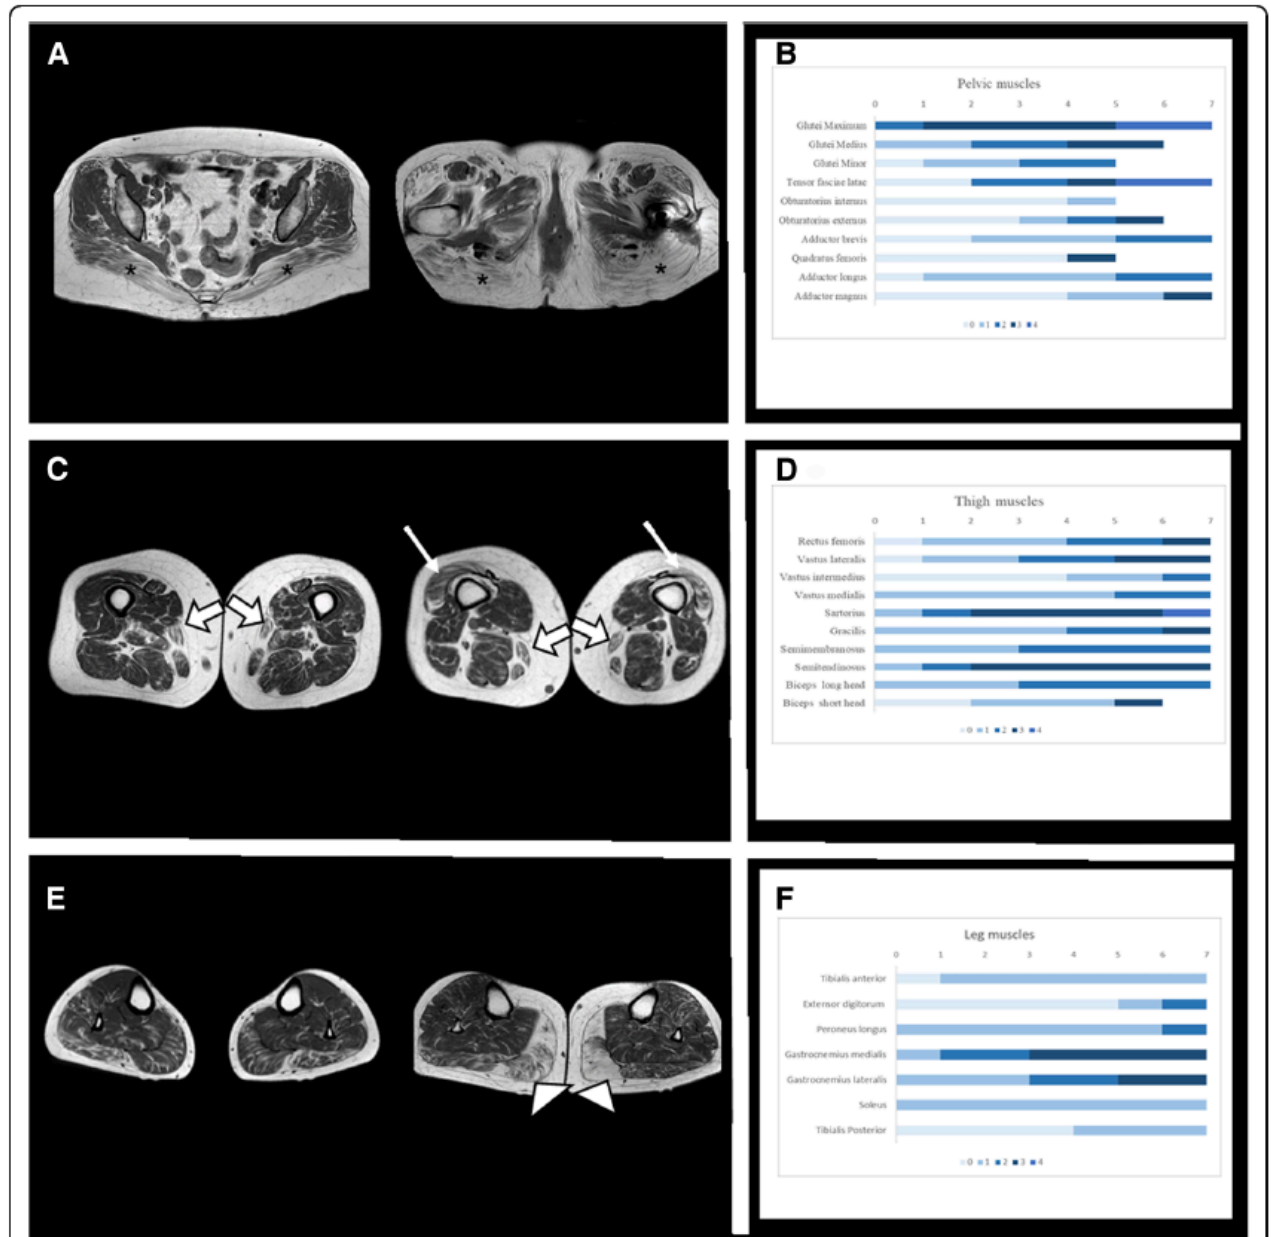 A
B
Pelvic muscles
0 1 2 3 4 5 6 7
Glutei Maximum
Glutei Medius
Glutei Minor
Tensor fasciae latae
Obturatorius internus
Obturatorius externus
Adductor brevis
Quadratus femoris
Adductor longus
Adductor magnus
0 1 2 3 4
* * * *
C
D
Thigh muscles
0 1 2 3 4 5 6 7
Rectus femoris
Vastus lateralis
Vastus intermedius
Vastus medialis
Sartorius
Gracilis
Semimembranosus
Semitendinosus
Biceps long head
Biceps short head
0 1 2 3 4
E
F
Leg muscles
0 1 2 3 4 5 6 7
Tibialis anterior
Extensor digitorum
Peroneus longus
Gastrocnemius medialis
Gastrocnemius lateralis
Soleus
Tibialis Posterior
0 1 2 3 4